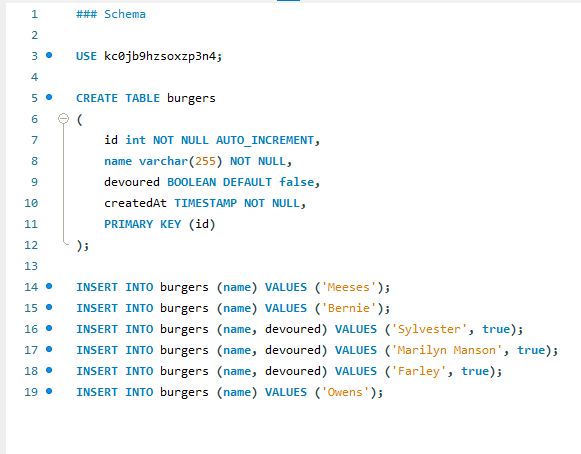 1 ### Schema
2
3 USE kc0jb9hzsoxzp3n4;
4
5 CREATE TABLE burgers
6 (
7 id int NOT NULL AUTO_INCREMENT,
8 name varchar(255) NOT NULL,
9 devoured BOOLEAN DEFAULT false,
10 createdAt TIMESTAMP NOT NULL,
11 PRIMARY KEY (id)
12 );
13
14 INSERT INTO burgers (name) VALUES ('Meeses');
15 INSERT INTO burgers (name) VALUES ('Bernie');
16 INSERT INTO burgers (name, devoured) VALUES ('Sylvester', true);
17 INSERT INTO burgers (name, devoured) VALUES ('Marilyn Manson', true);
18 INSERT INTO burgers (name, devoured) VALUES ('Farley', true);
19 INSERT INTO burgers (name) VALUES ('Owens');